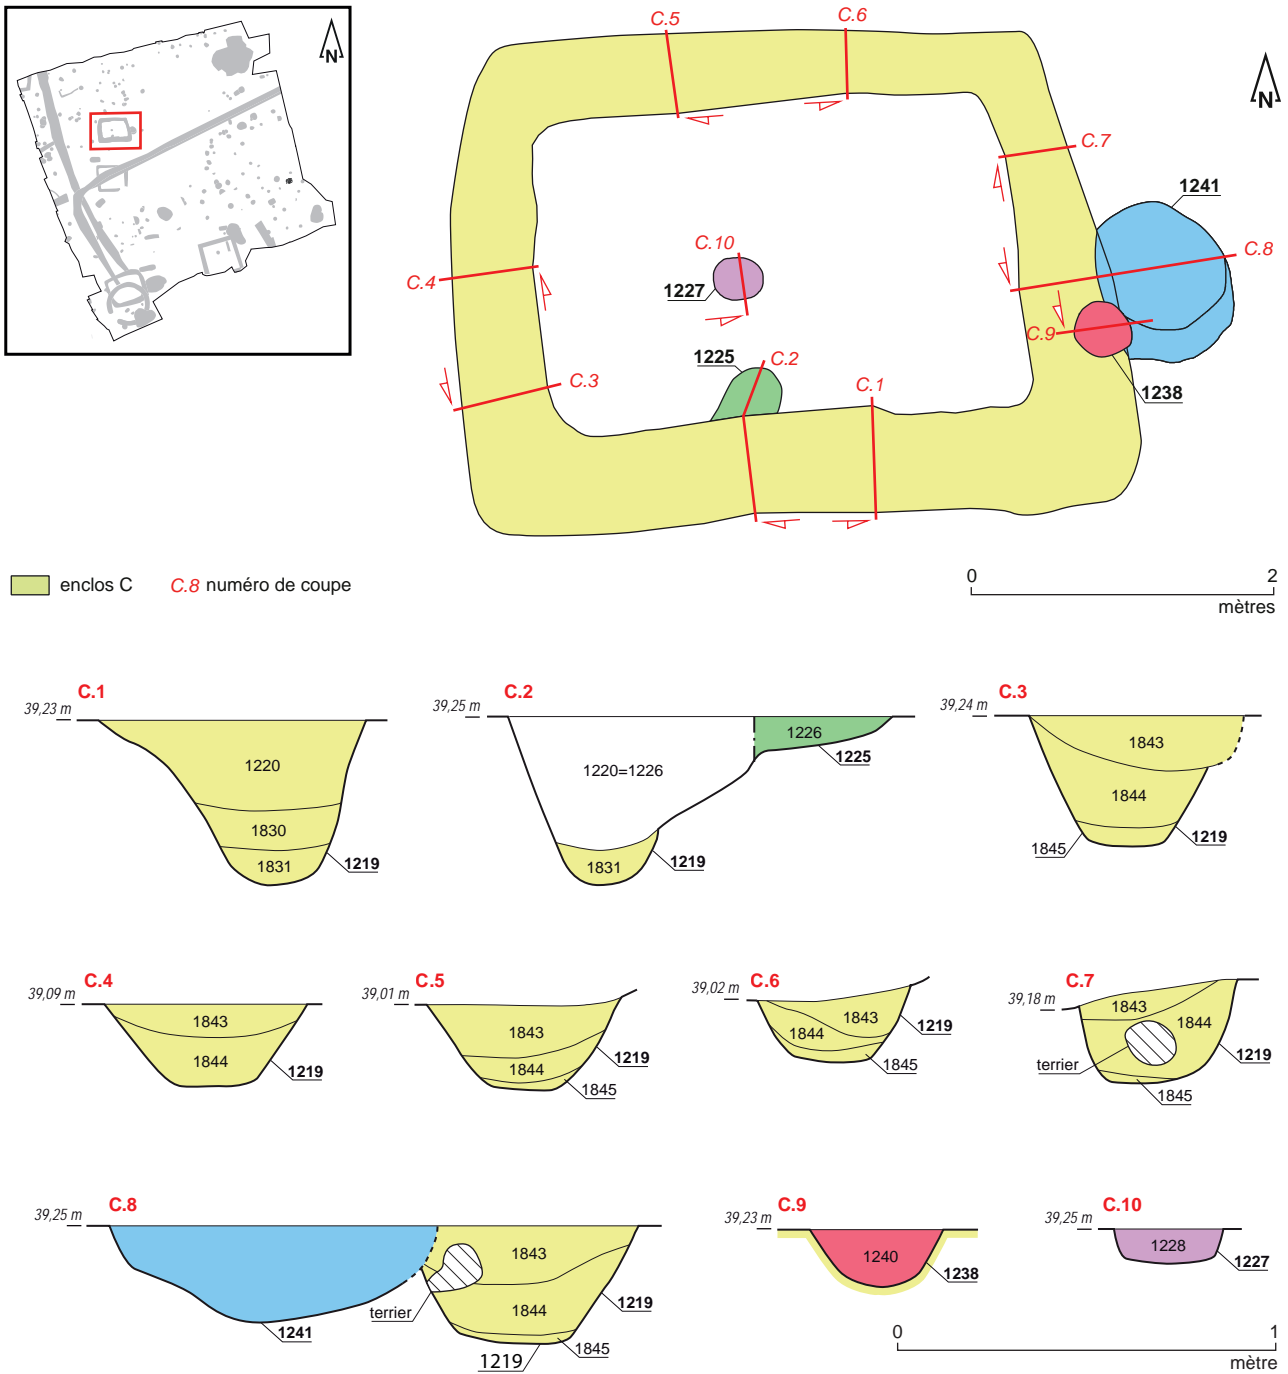 N
C.5
C.6
N
C.7
1241
C.8
C.10
C.4
1227
C.9
1225
C.2
C.3
C.1
1238
enclos C
C.8 numéro de coupe
0 2
mètres
C.1
39,23 m
1220
1830
1831
1219
C.2
39,25 m
1226
1225
1220=1226
1831
1219
C.3
39,24 m
1843
1844
1845
1219
C.4
39,09 m
1843
1844
1219
C.5
39,01 m
1843
1844
1219
1845
C.6
39,02 m
1843
1844
1219
1845
C.7
39,18 m
1843
1844
terrier
1219
1845
C.8
39,25 m
1843
1844
terrier
1219
1241
1845
1219
C.9
39,23 m
1240
1238
C.10
39,25 m
1228
1227
0 1
mètre